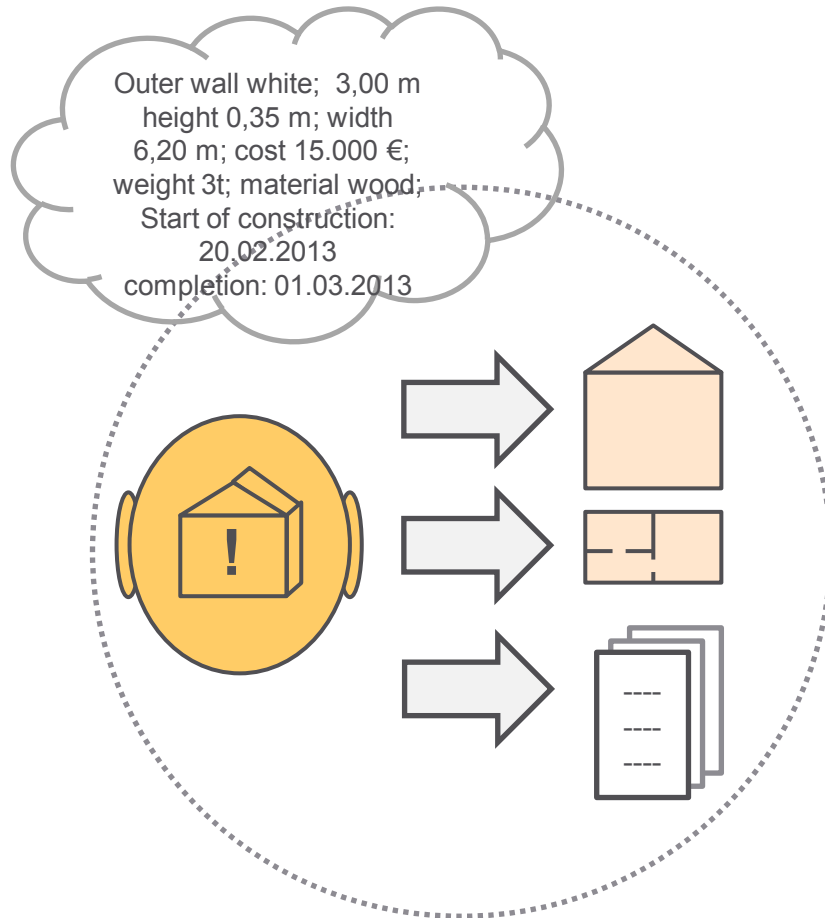 Outer wall white;  3,00 m
height 0,35 m; width
6,20 m; cost 15.000 €;
weight 3t; material wood;
Start of construction:
20.02.2013
completion: 01.03.2013
!
----
----
----